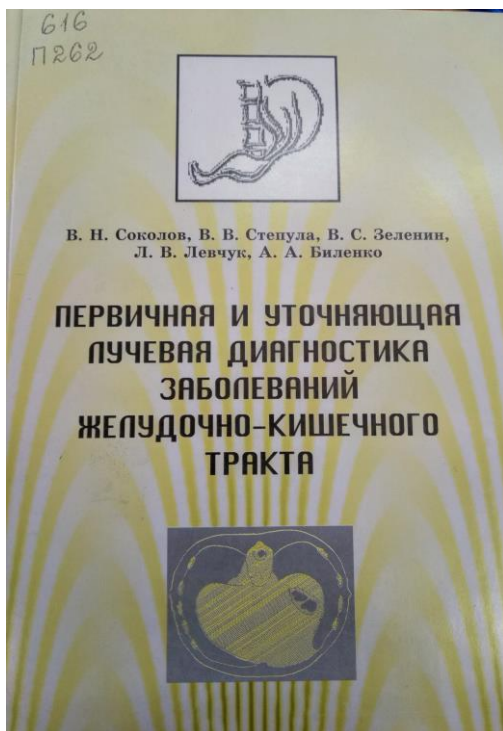 616
П262
В. Н. Соколов, В. В. Степула, В. С. Зеленин,
Л. В. Левчук, А. А. Биленко
ПЕРВИЧНАЯ И УТОЧНЯЮЩАЯ
ЛУЧЕВАЯ ДИАГНОСТИКА
ЗАБОЛЕВАНИЙ
ЖЕЛУДОЧНО-КИШЕЧНОГО
ТРАКТА